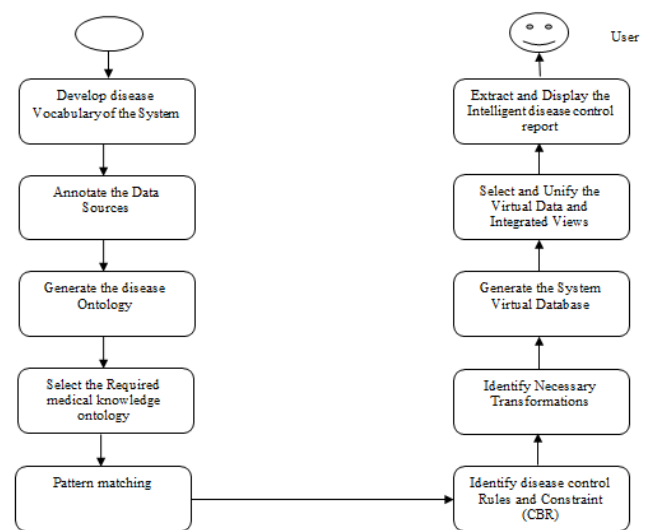 Develop disease
Vocabulary of the System
Annotate the Data
Sources
Generate the disease
Ontology
Select the Required
medical knowledge
ontology
Pattern matching
Identify disease control
Rules and Constraint
(CBR)
Identify Necessary
Transformations
Generate the System
Virtual Database
Select and Unify the
Virtual Data and
Integrated Views
Extract and Display the
Intelligent disease control
report
User